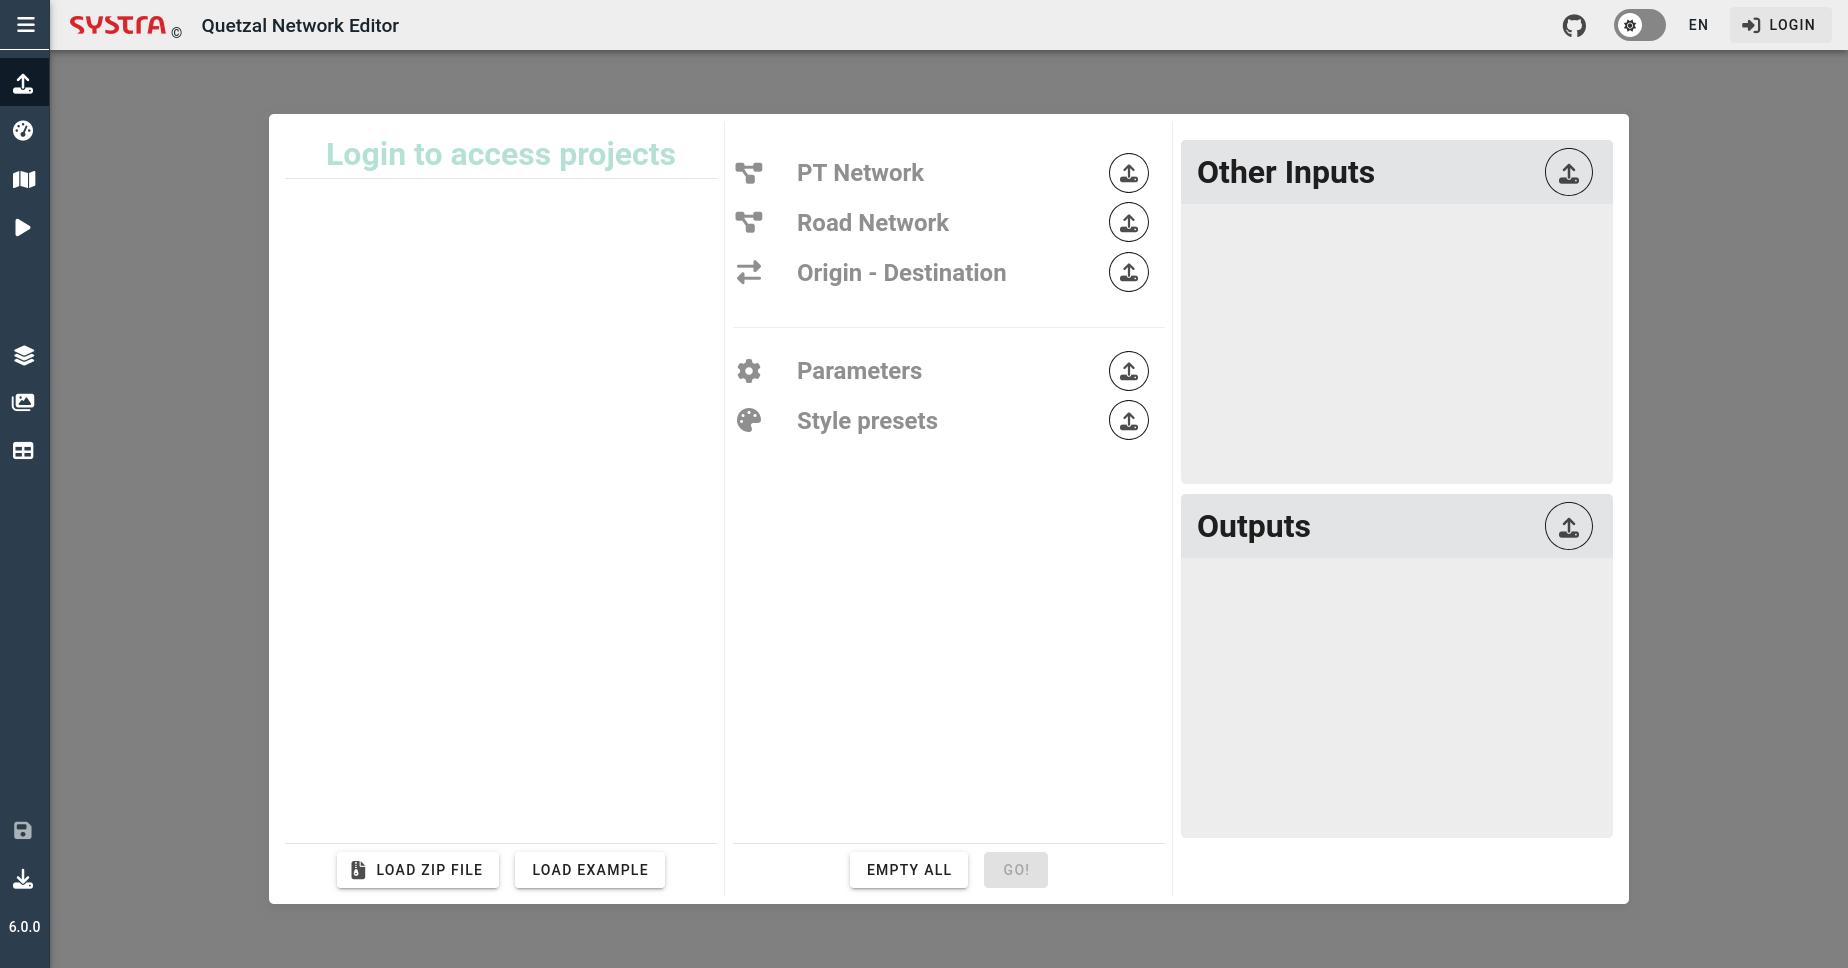 SYSTRA © Quetzal Network Editor
EN
LOGIN
Login to access projects
PT Network
Road Network
Origin - Destination
Parameters
Style presets
Other Inputs
Outputs
LOAD ZIP FILE
LOAD EXAMPLE
EMPTY ALL
GO!
6.0.0